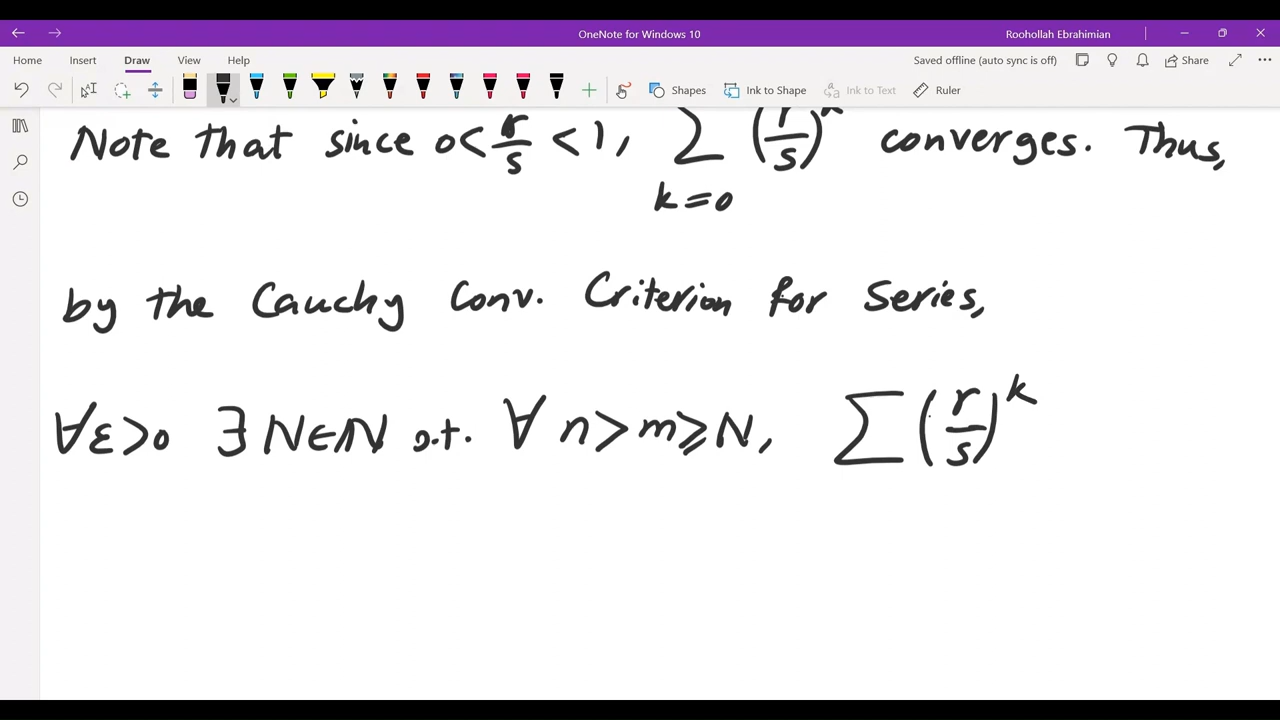 OneNote for Windows 10
Roohollah Ebrahimian
Home Insert Draw View Help
Saved offline (auto sync is off) Share
Shapes Ink to Shape Ink to Text Ruler
Note that since 0 < r/s < 1, ∑ k=0 (r/s)^k converges. Thus,
by the Cauchy Conv. Criterion for series,
∀ε>0 ∃N∈ℕ s.t. ∀ n>m≥N, ∑(r/s)^k